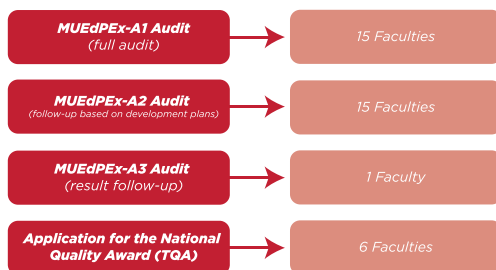 MUEdPEx-A1 Audit
(full audit)
15 Faculties
MUEdPEx-A2 Audit
(follow-up based on development plans)
15 Faculties
MUEdPEx-A3 Audit
(result follow-up)
1 Faculty
Application for the National
Quality Award (TQA)
6 Faculties